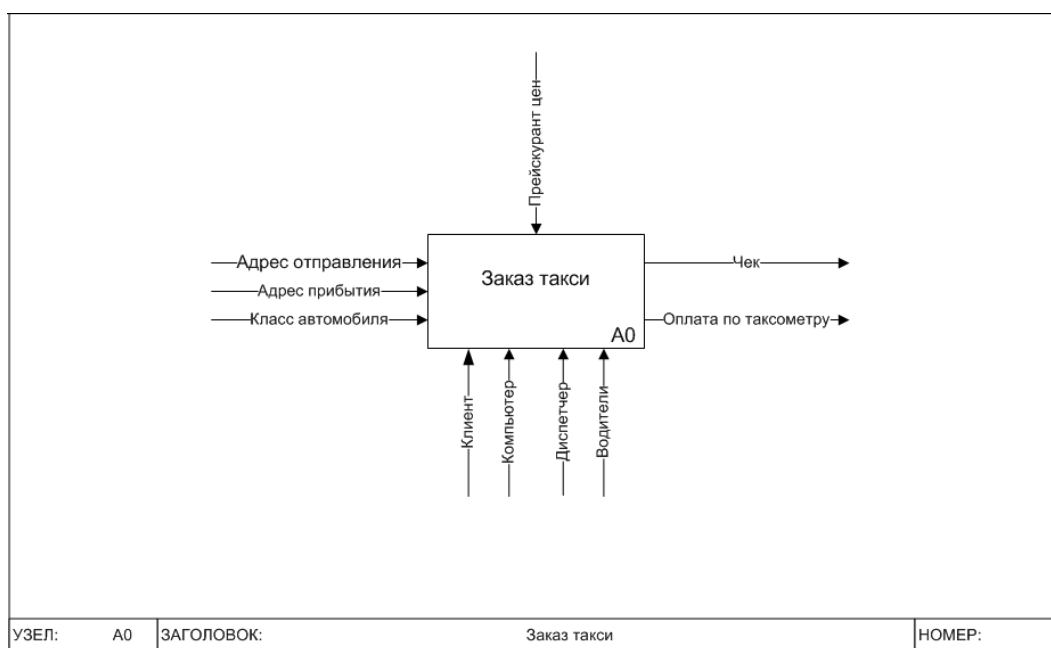 Прейскурант цен
Адрес отправления
Адрес прибытия
Класс автомобиля
Заказ такси
A0
Чек
Оплата по таксометру
Клиент
Компьютер
Диспетчер
Водители
УЗЕЛ: A0 ЗАГОЛОВОК: Заказ такси НОМЕР: